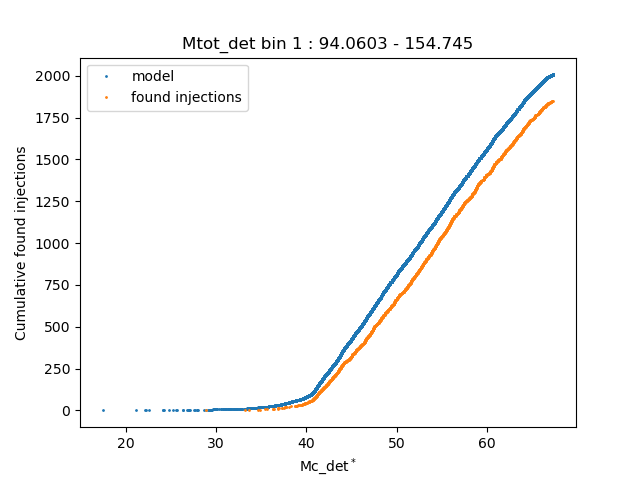 Mtot_det bin 1 : 94.0603 - 154.745
model
found injections
2000
1750
1500
1250
1000
750
500
250
0
Cumulative found injections
20 30 40 50 60
Mc_det*